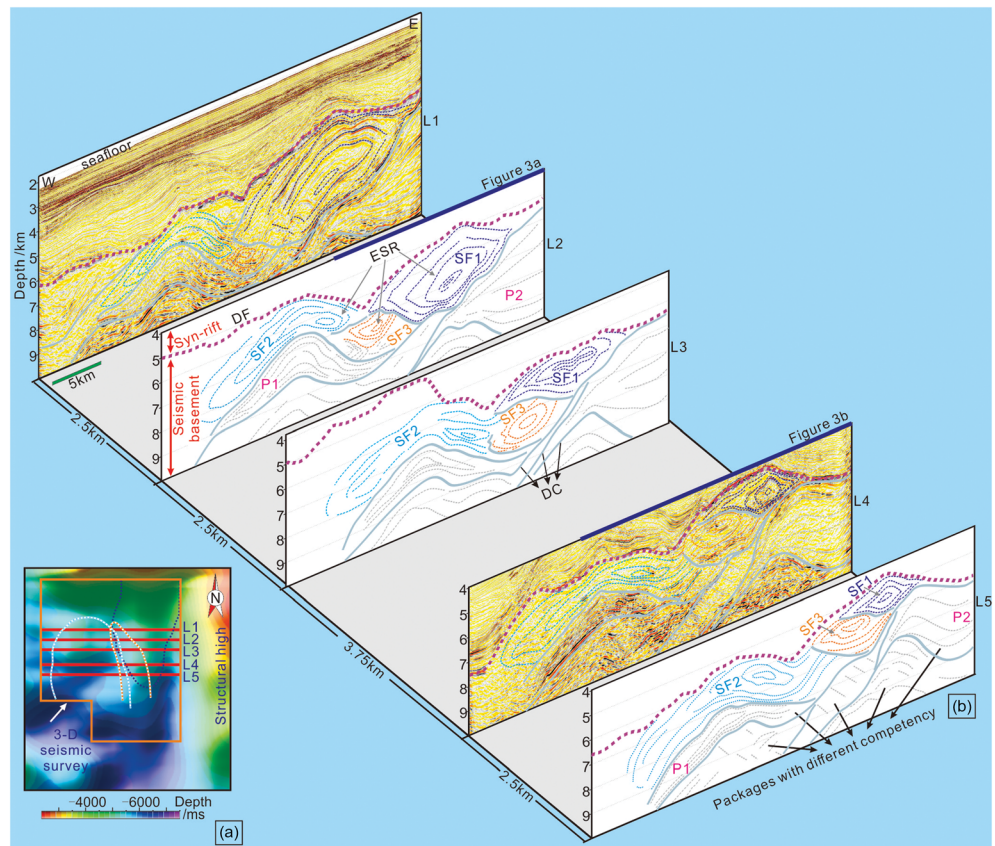 E
seafloor
W
L1
2
3
4
5
6
7
8
9
Depth /km
5km
2.5km
Figure 3a
L2
ESR
SF1
P2
DF
SF2
SF3
P1
Syn-rift
Seismic
basement
4
5
6
7
8
9
2.5km
L3
SF1
SF3
SF2
DC
4
5
6
7
8
9
3.75km
Figure 3b
L4
4
5
6
7
8
9
2.5km
L5
SF1
SF3
SF2
P2
P1
4
5
6
7
8
9
Packages with different competency
(b)
N
L1
L2
L3
L4
L5
Structural high
3-D
seismic
survey
−4000 −6000 Depth
/ms
(a)